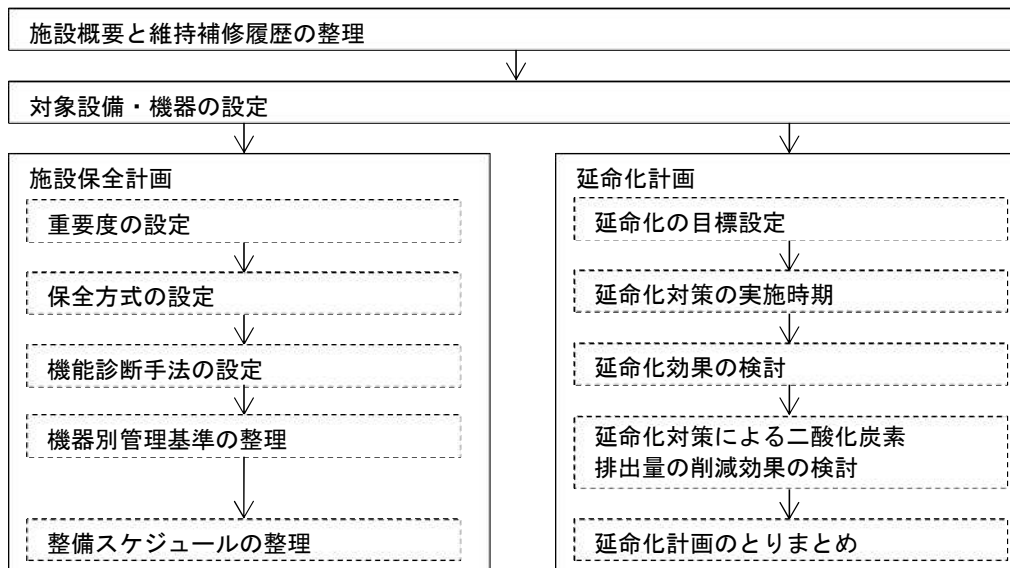 施設概要と維持補修履歴の整理
対象設備・機器の設定
施設保全計画
重要度の設定
保全方式の設定
機能診断手法の設定
機器別管理基準の整理
整備スケジュールの整理
延命化計画
延命化の目標設定
延命化対策の実施時期
延命化効果の検討
延命化対策による二酸化炭素
排出量の削減効果の検討
延命化計画のとりまとめ